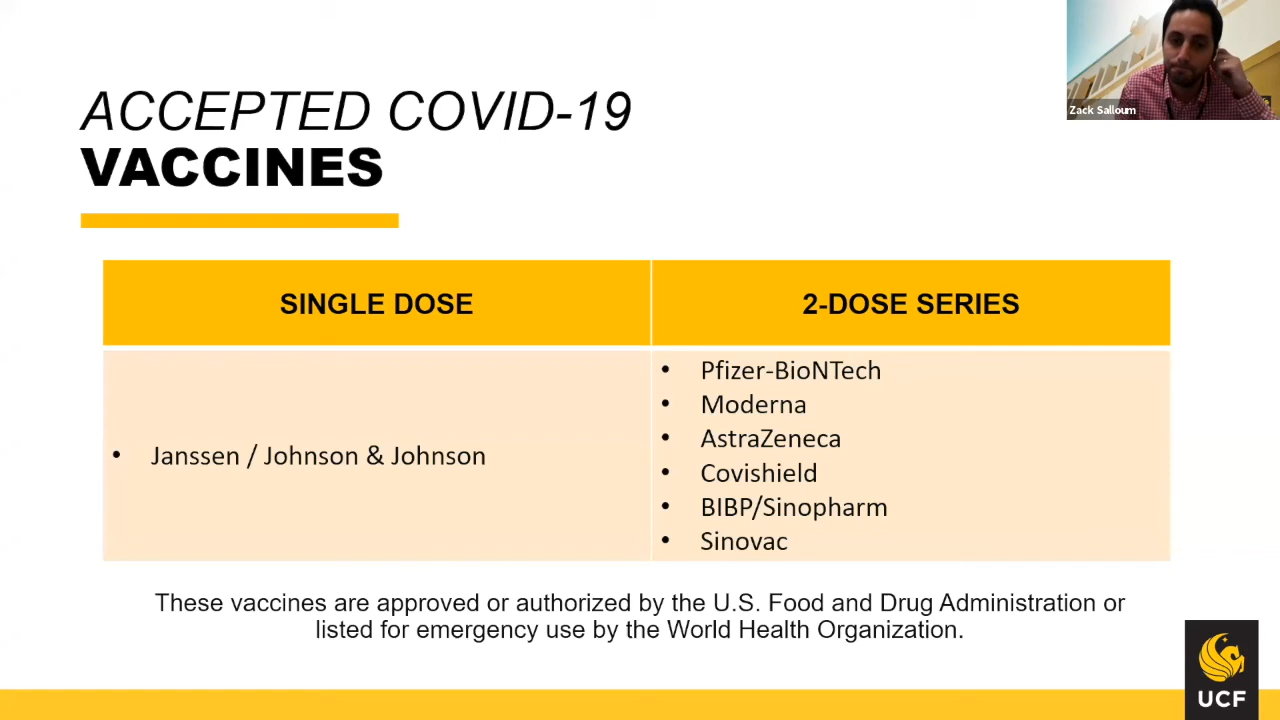 ACCEPTED COVID-19
VACCINES
Zack Salloum
SINGLE DOSE
2-DOSE SERIES
• Janssen / Johnson & Johnson
• Pfizer-BioNTech
• Moderna
• AstraZeneca
• Covishield
• BIBP/Sinopharm
• Sinovac
These vaccines are approved or authorized by the U.S. Food and Drug Administration or
listed for emergency use by the World Health Organization.
UCF